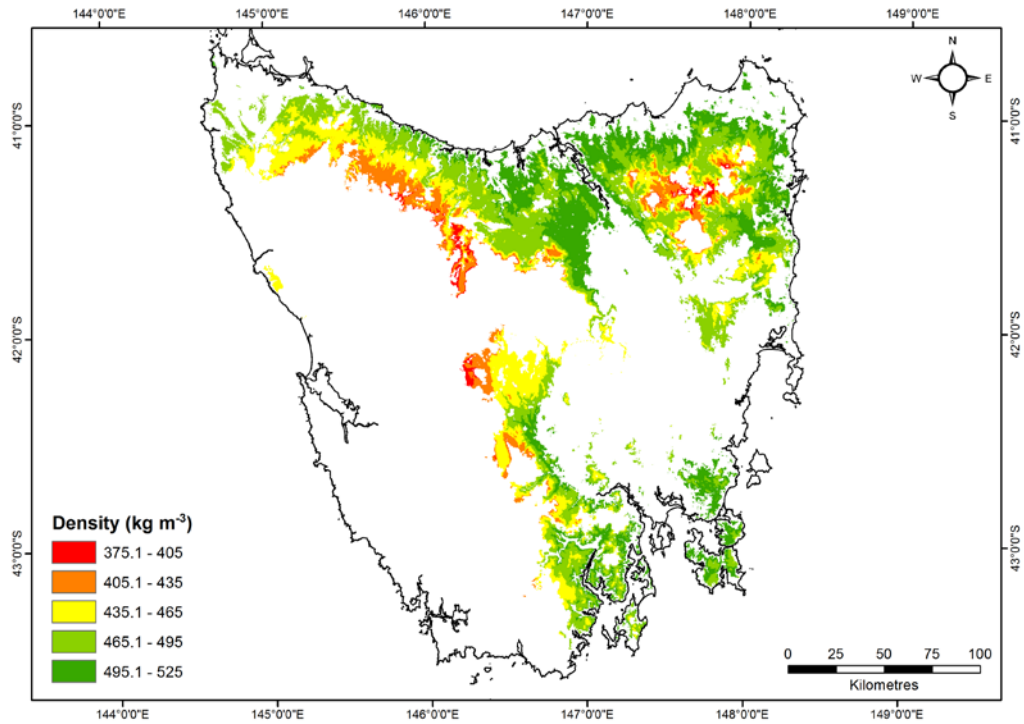 144°0'0"E 145°0'0"E 146°0'0"E 147°0'0"E 148°0'0"E 149°0'0"E
N
W E
S
41°0'0"S 41°0'0"S
42°0'0"S 42°0'0"S
43°0'0"S 43°0'0"S
Density (kg m⁻³)
375.1 - 405
405.1 - 435
435.1 - 465
465.1 - 495
495.1 - 525
0 25 50 75 100
Kilometres
144°0'0"E 145°0'0"E 146°0'0"E 147°0'0"E 148°0'0"E 149°0'0"E